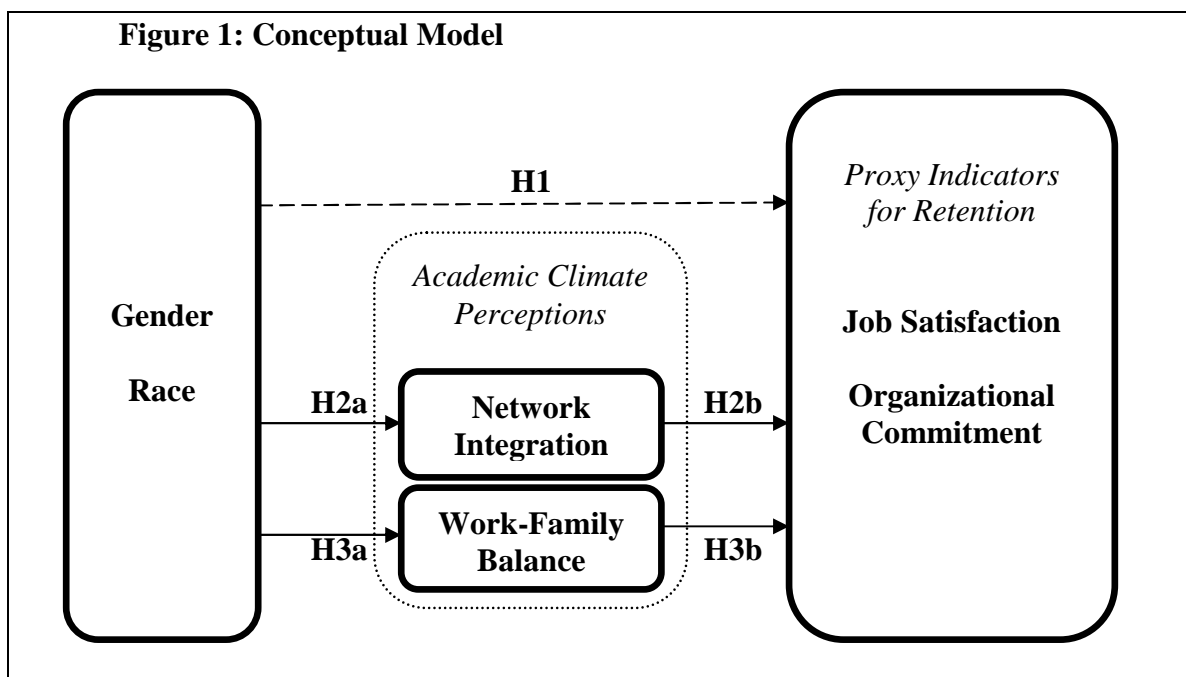 Figure 1: Conceptual Model
Gender
Race
H1
Academic Climate
Perceptions
H2a
Network
Integration
H2b
H3a
Work-Family
Balance
H3b
Proxy Indicators
for Retention
Job Satisfaction
Organizational
Commitment